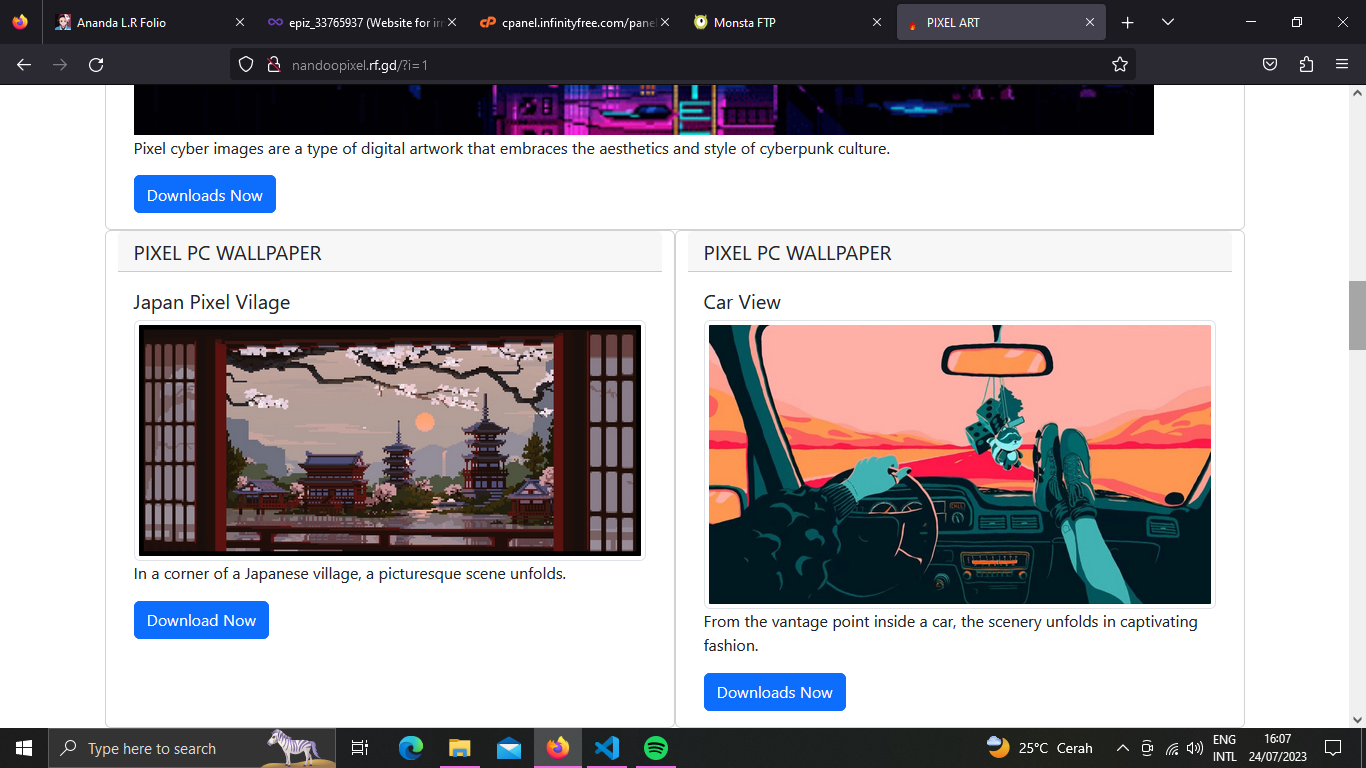 Ananda L.R Folio
epiz_33765937 (Website for irr
cpanel.infinityfree.com/pane
Monsta FTP
PIXEL ART
nandoopixel.rf.gd/?i=1
Pixel cyber images are a type of digital artwork that embraces the aesthetics and style of cyberpunk culture.
Downloads Now
PIXEL PC WALLPAPER
Japan Pixel Vilage
In a corner of a Japanese village, a picturesque scene unfolds.
Download Now
PIXEL PC WALLPAPER
Car View
From the vantage point inside a car, the scenery unfolds in captivating
fashion.
Downloads Now
Type here to search
25°C Cerah
ENG
INTL
16:07
24/07/2023